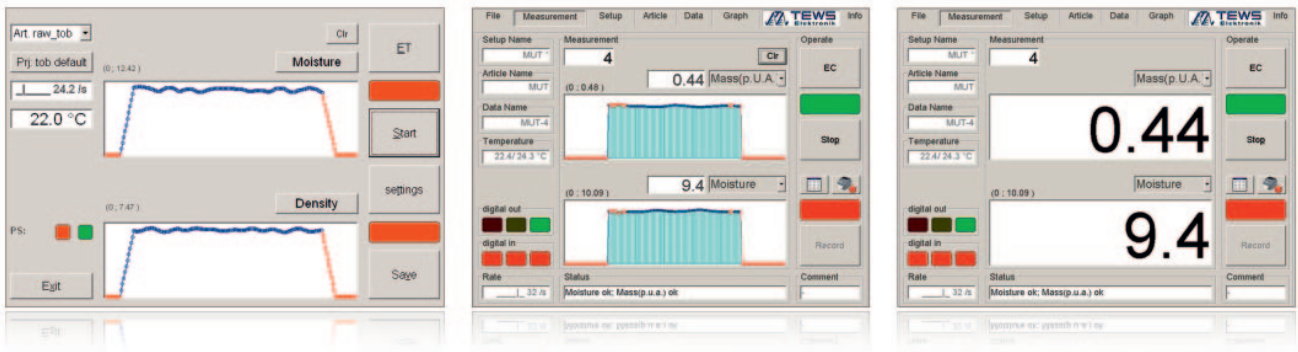 Art. raw_tob
Clr
ET
Prj: tob default
(0 ; 12.42 )
Moisture
24.2 /s
22.0 °C
Start
settings
(0 ; 7.47 )
Density
PS:
Save
Exit
File Measurement Setup Article Data Graph TEWS Elektronik Info
Setup Name
Measurement
Operate
MUT *
4
Clr
EC
Article Name
0.44 Mass(p.U.A.
MUT
(0 : 0.48 )
Data Name
MUT-4
Temperature
Stop
22.4/ 24.3 °C
9.4 Moisture
(0 ; 10.09 )
digital out
digital in
Record
Rate
Status
Comment
32 /s
Moisture ok; Mass(p.u.a.) ok
-
File Measurement Setup Article Data Graph TEWS Elektronik Info
Setup Name
Measurement
Operate
MUT *
4
EC
Article Name
Mass(p.U.A.
MUT
Data Name
0.44
MUT-4
Temperature
Stop
22.4/ 24.3 °C
Moisture
(0 ; 10.09 )
digital out
9.4
digital in
Record
Rate
Status
Comment
32 /s
Moisture ok; Mass(p.u.a.) ok
-